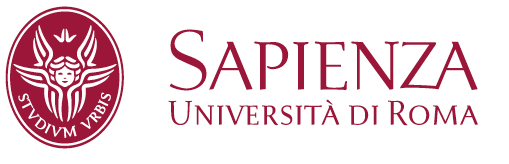 STVDIVM VRBIS
SAPIENZA
UNIVERSITÀ DI ROMA